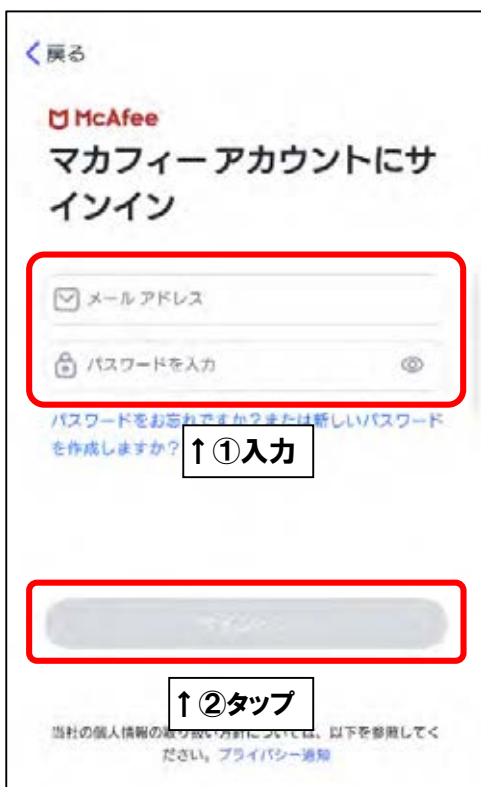 戻る
McAfee
マカフィー アカウントにサ
インイン
メール アドレス
パスワードを入力
パスワードをお忘れですか?または新しいパスワード
を作成しますか?
↑①入力
↑②タップ
当社の個人情報の取り扱い方針については、以下を参照してく
ださい。プライバシー通知